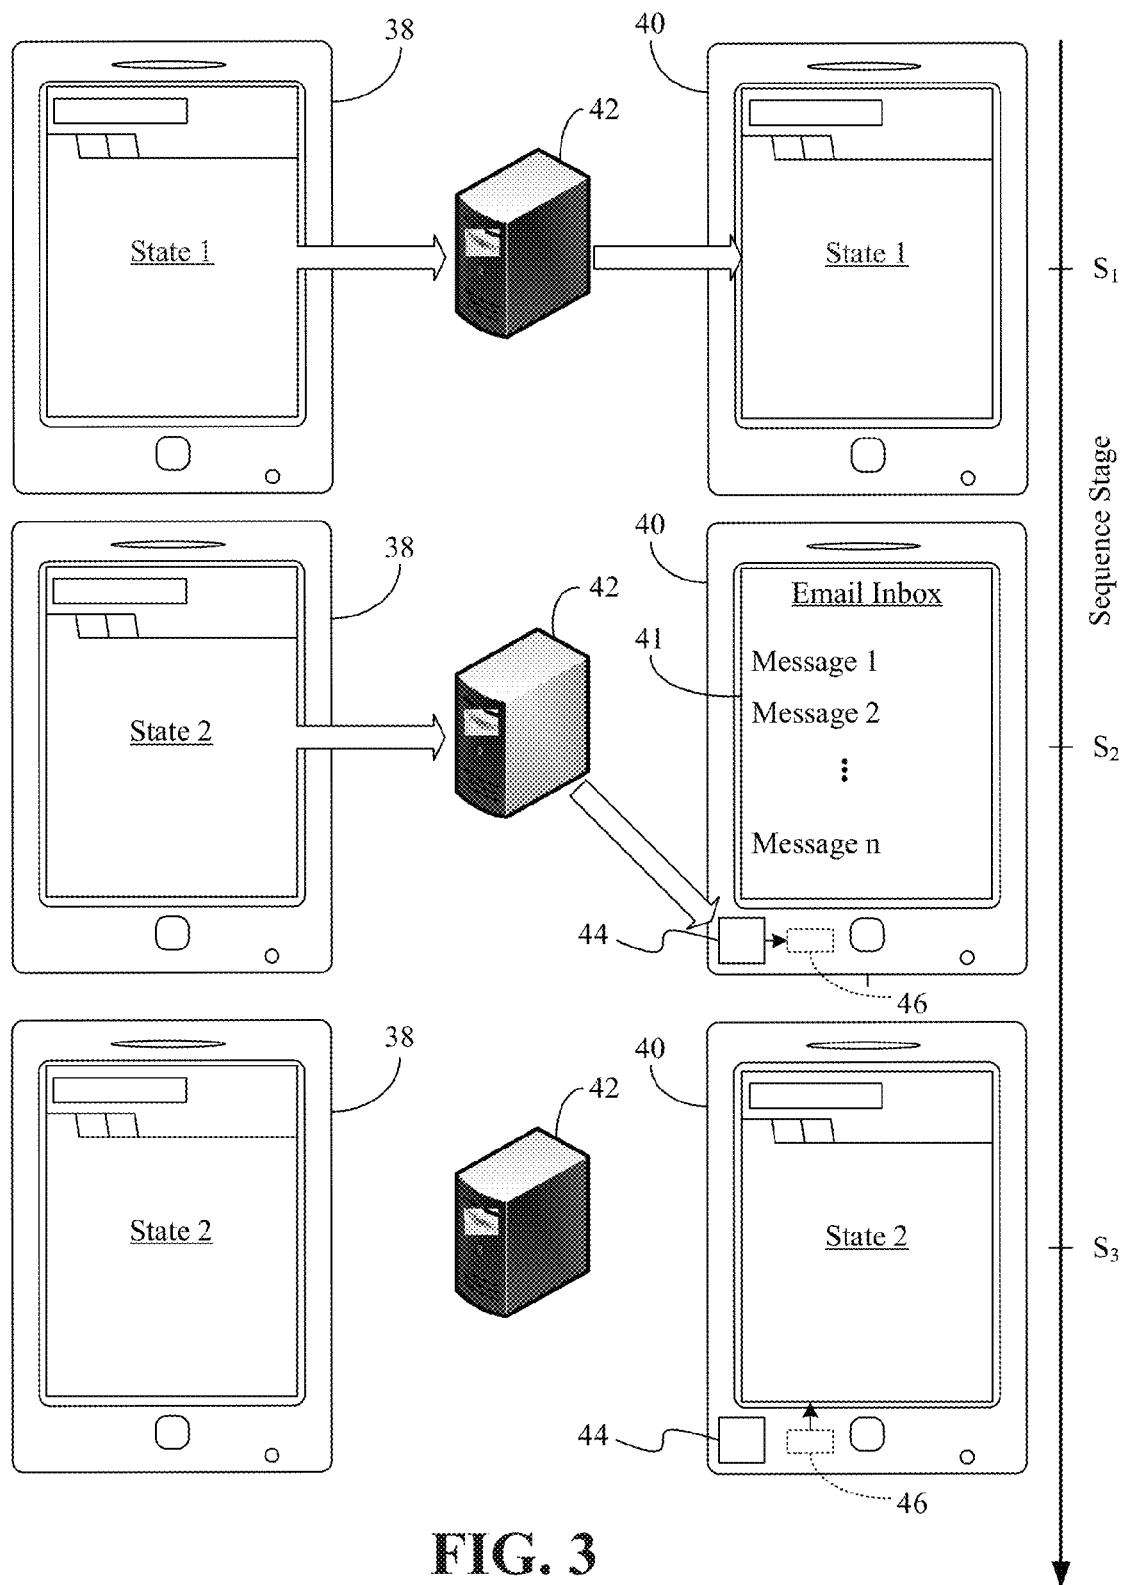 38
40
42
State 1
State 1
S1
Sequence Stage
38
40
42
Email Inbox
41
Message 1
Message 2
State 2
S2
Message n
44
46
38
40
42
State 2
State 2
S3
44
46
FIG. 3